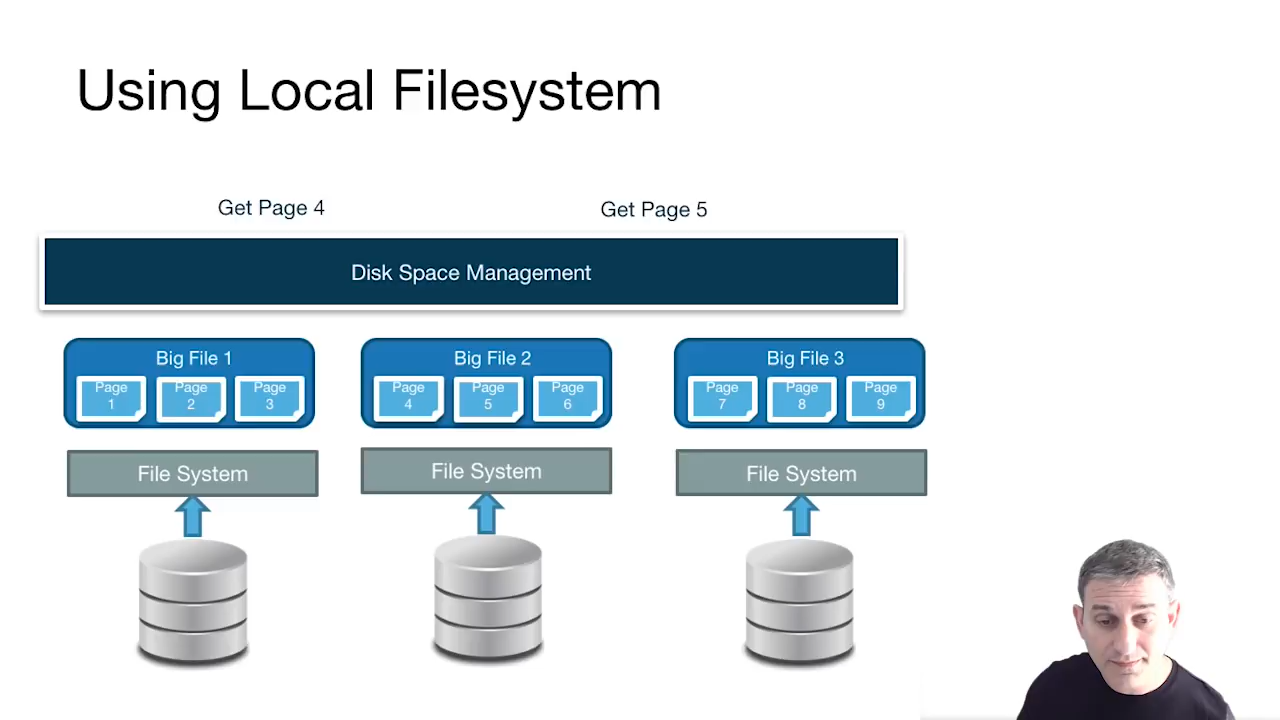 Using Local Filesystem
Get Page 4
Get Page 5
Disk Space Management
Big File 1
Page
1
Page
2
Page
3
Big File 2
Page
4
Page
5
Page
6
Big File 3
Page
7
Page
8
Page
9
File System
File System
File System